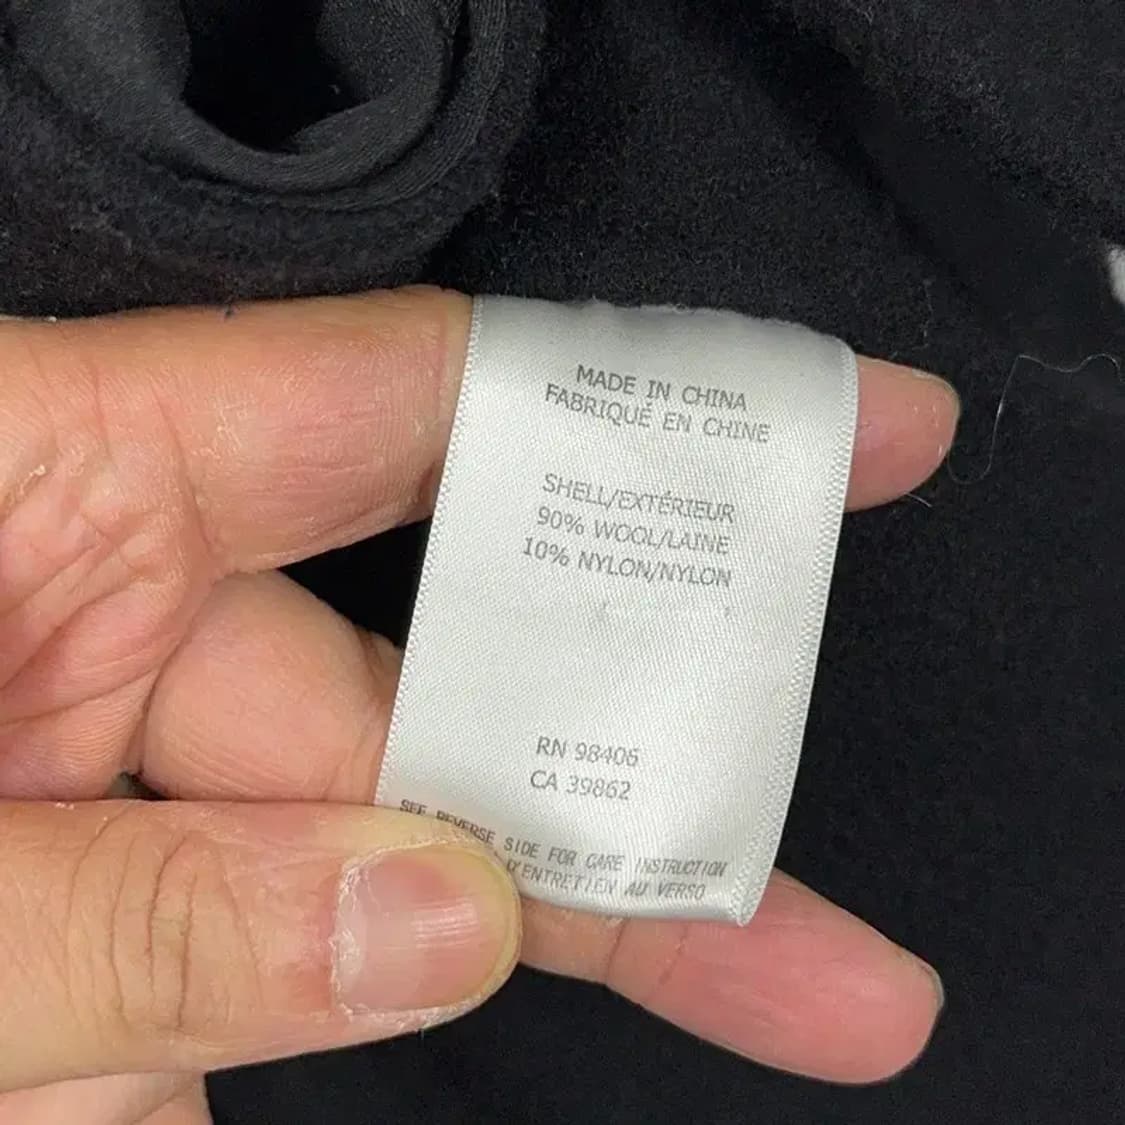 MADE IN CHINA
FABRIQUÉ EN CHINE
SHELL/EXTÉRIEUR
90% WOOL/LAINE
10% NYLON/NYLON
RN 98406
CA 39862
SEE REVERSE SIDE FOR CARE INSTRUCTION
D'ENTRETIEN AU VERSO